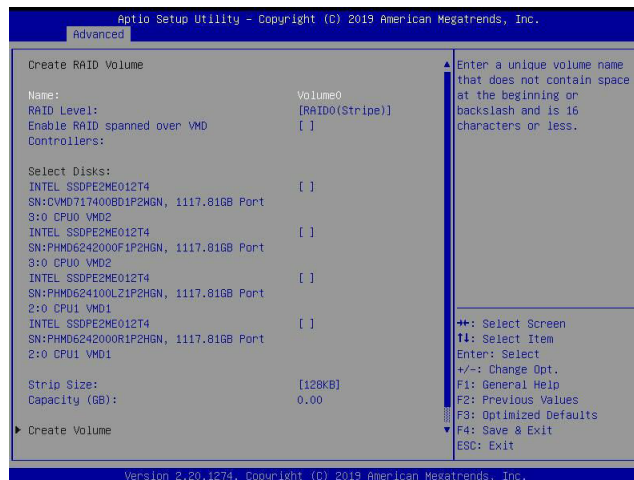 Aptio Setup Utility – Copyright (C) 2019 American Megatrends, Inc.
Advanced
Create RAID Volume
Name: Volume0
RAID Level: [RAID0(Stripe)]
Enable RAID spanned over VMD [ ]
Controllers:
Select Disks:
INTEL SSDPE2ME012T4 [ ]
SN:CVMD717400BD1P2WGN, 1117.81GB Port
3:0 CPU0 VMD2
INTEL SSDPE2ME012T4 [ ]
SN:PHMD6242000F1P2HGN, 1117.81GB Port
3:0 CPU0 VMD2
INTEL SSDPE2ME012T4 [ ]
SN:PHMD624100LZ1P2HGN, 1117.81GB Port
2:0 CPU1 VMD1
INTEL SSDPE2ME012T4 [ ]
SN:PHMD6242000R1P2HGN, 1117.81GB Port
2:0 CPU1 VMD1
Strip Size: [128KB]
Capacity (GB): 0.00
Create Volume
Enter a unique volume name
that does not contain space
at the beginning or
backslash and is 16
characters or less.
→←: Select Screen
↑↓: Select Item
Enter: Select
+/-: Change Opt.
F1: General Help
F2: Previous Values
F3: Optimized Defaults
F4: Save & Exit
ESC: Exit
Version 2.20.1274. Copyright (C) 2019 American Megatrends, Inc.